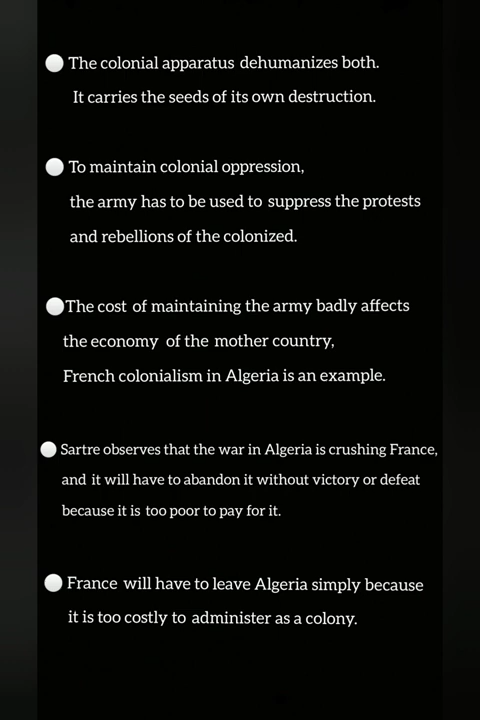 The colonial apparatus dehumanizes both.
It carries the seeds of its own destruction.
To maintain colonial oppression,
the army has to be used to suppress the protests
and rebellions of the colonized.
The cost of maintaining the army badly affects
the economy of the mother country,
French colonialism in Algeria is an example.
Sartre observes that the war in Algeria is crushing France,
and it will have to abandon it without victory or defeat
because it is too poor to pay for it.
France will have to leave Algeria simply because
it is too costly to administer as a colony.